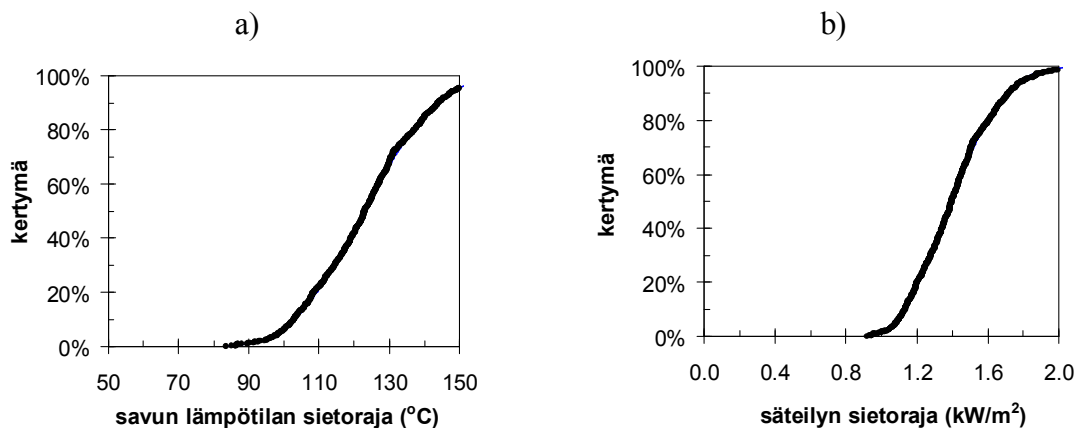 a)
100%
80%
60%
40%
20%
0%
kertymä
50 70 90 110 130 150
savun lämpötilan sietoraja (°C)
b)
100%
80%
60%
40%
20%
0%
kertymä
0.0 0.4 0.8 1.2 1.6 2.0
säteilyn sietoraja (kW/m²)